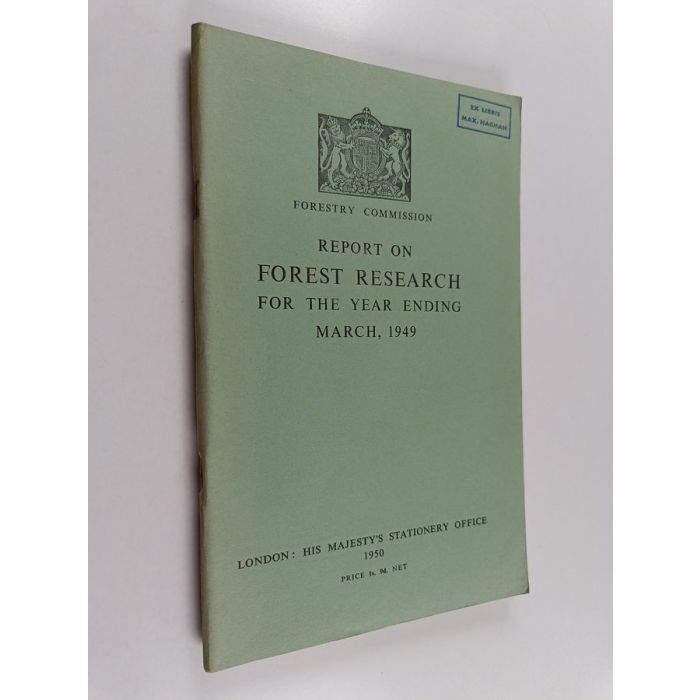 EX LIBRIS
MAX. HAGMAN
FORESTRY COMMISSION
REPORT ON
FOREST RESEARCH
FOR THE YEAR ENDING
MARCH, 1949
LONDON: HIS MAJESTY'S STATIONERY OFFICE
1950
PRICE 1s. 9d. NET